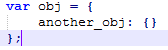 var obj = {
    another_obj: {}
};